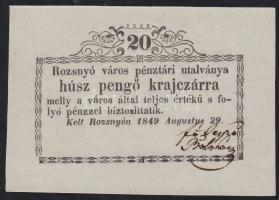 20
Rozsnyó város pénztári utalványa
húsz pengő krajczárra
melly a város által teljes értékű s fo-
lyó pénzzel biztosittatik.
Kelt Rozsnyón 1849 Augustus 29.